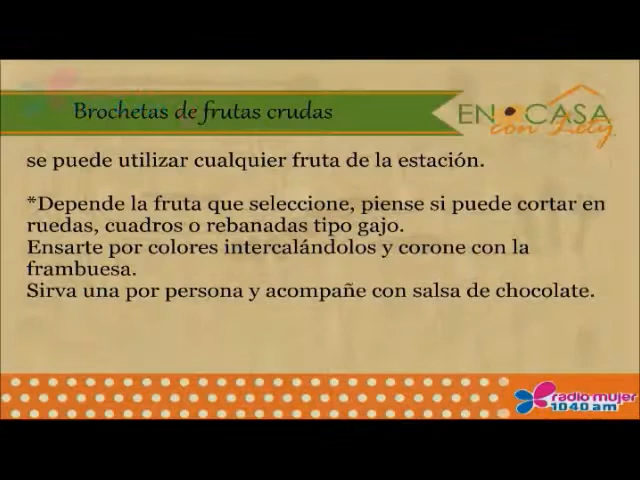 Brochetas de frutas crudas
EN CASA
con Lety
se puede utilizar cualquier fruta de la estación.
*Depende la fruta que seleccione, piense si puede cortar en
ruedas, cuadros o rebanadas tipo gajo.
Ensarte por colores intercalándolos y corone con la
frambuesa.
Sirva una por persona y acompañe con salsa de chocolate.
radio mujer
1040 am